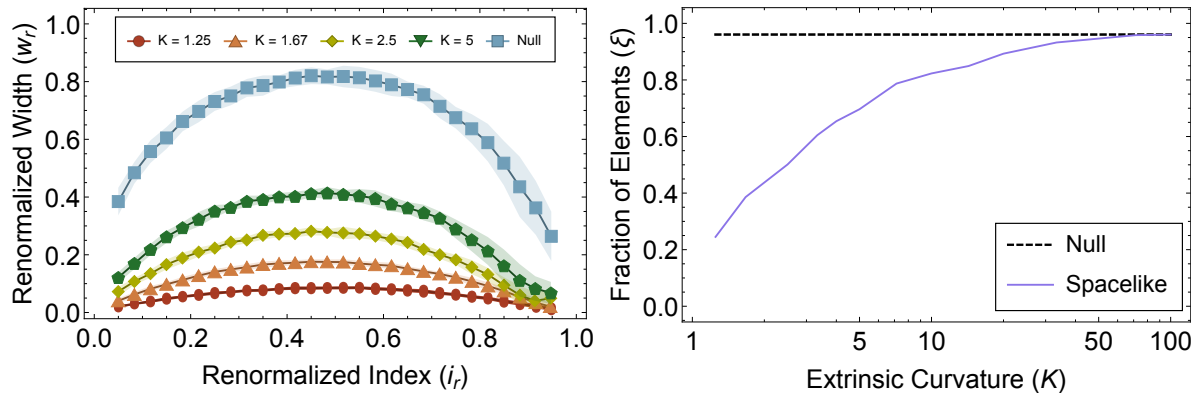 Renormalized Width (w_r)
1.0
0.8
0.6
0.4
0.2
0.0
K = 1.25 K = 1.67 K = 2.5 K = 5 Null
0.0 0.2 0.4 0.6 0.8 1.0
Renormalized Index (i_r)
Fraction of Elements (ξ)
1.0
0.8
0.6
0.4
0.2
0.0
Null
Spacelike
1 5 10 50 100
Extrinsic Curvature (K)